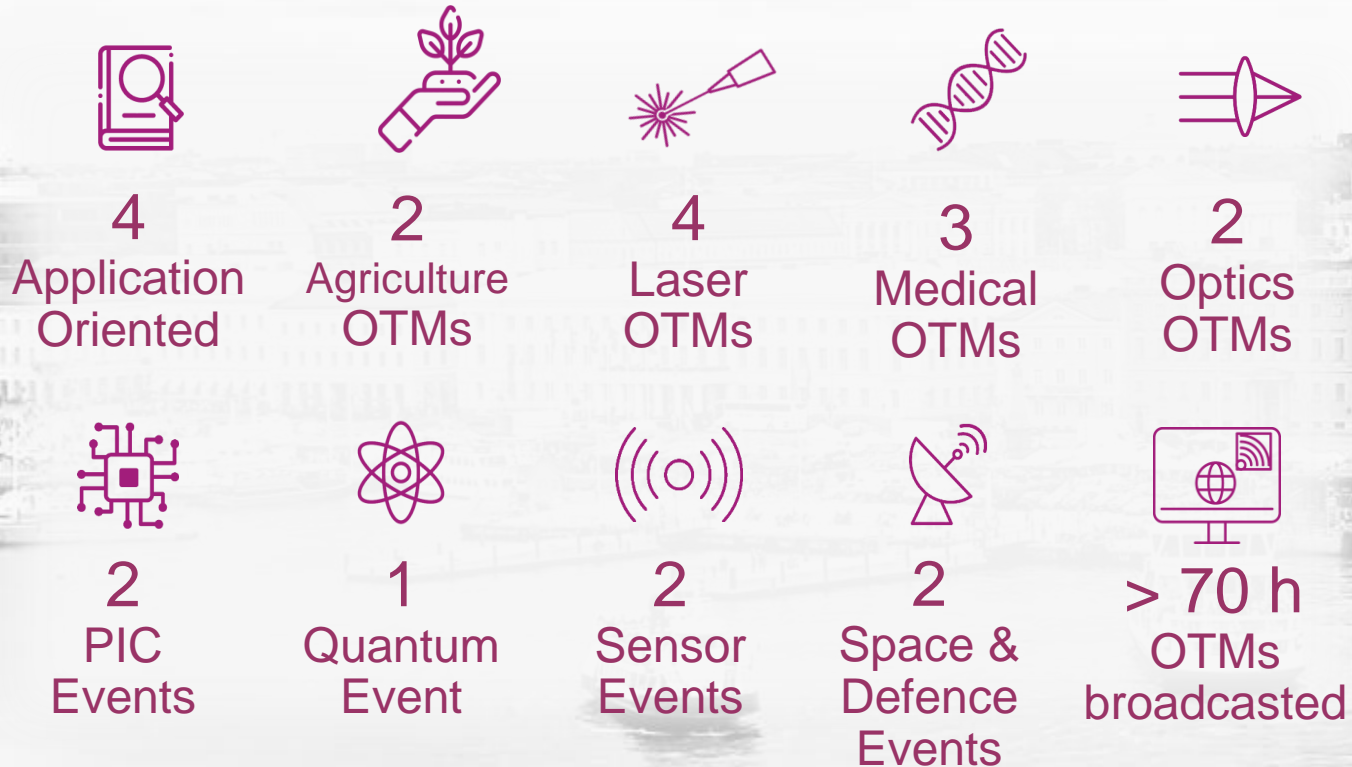 4
Application
Oriented
2
Agriculture
OTMs
4
Laser
OTMs
3
Medical
OTMs
2
Optics
OTMs
2
PIC
Events
1
Quantum
Event
2
Sensor
Events
2
Space &
Defence
Events
> 70 h
OTMs
broadcasted